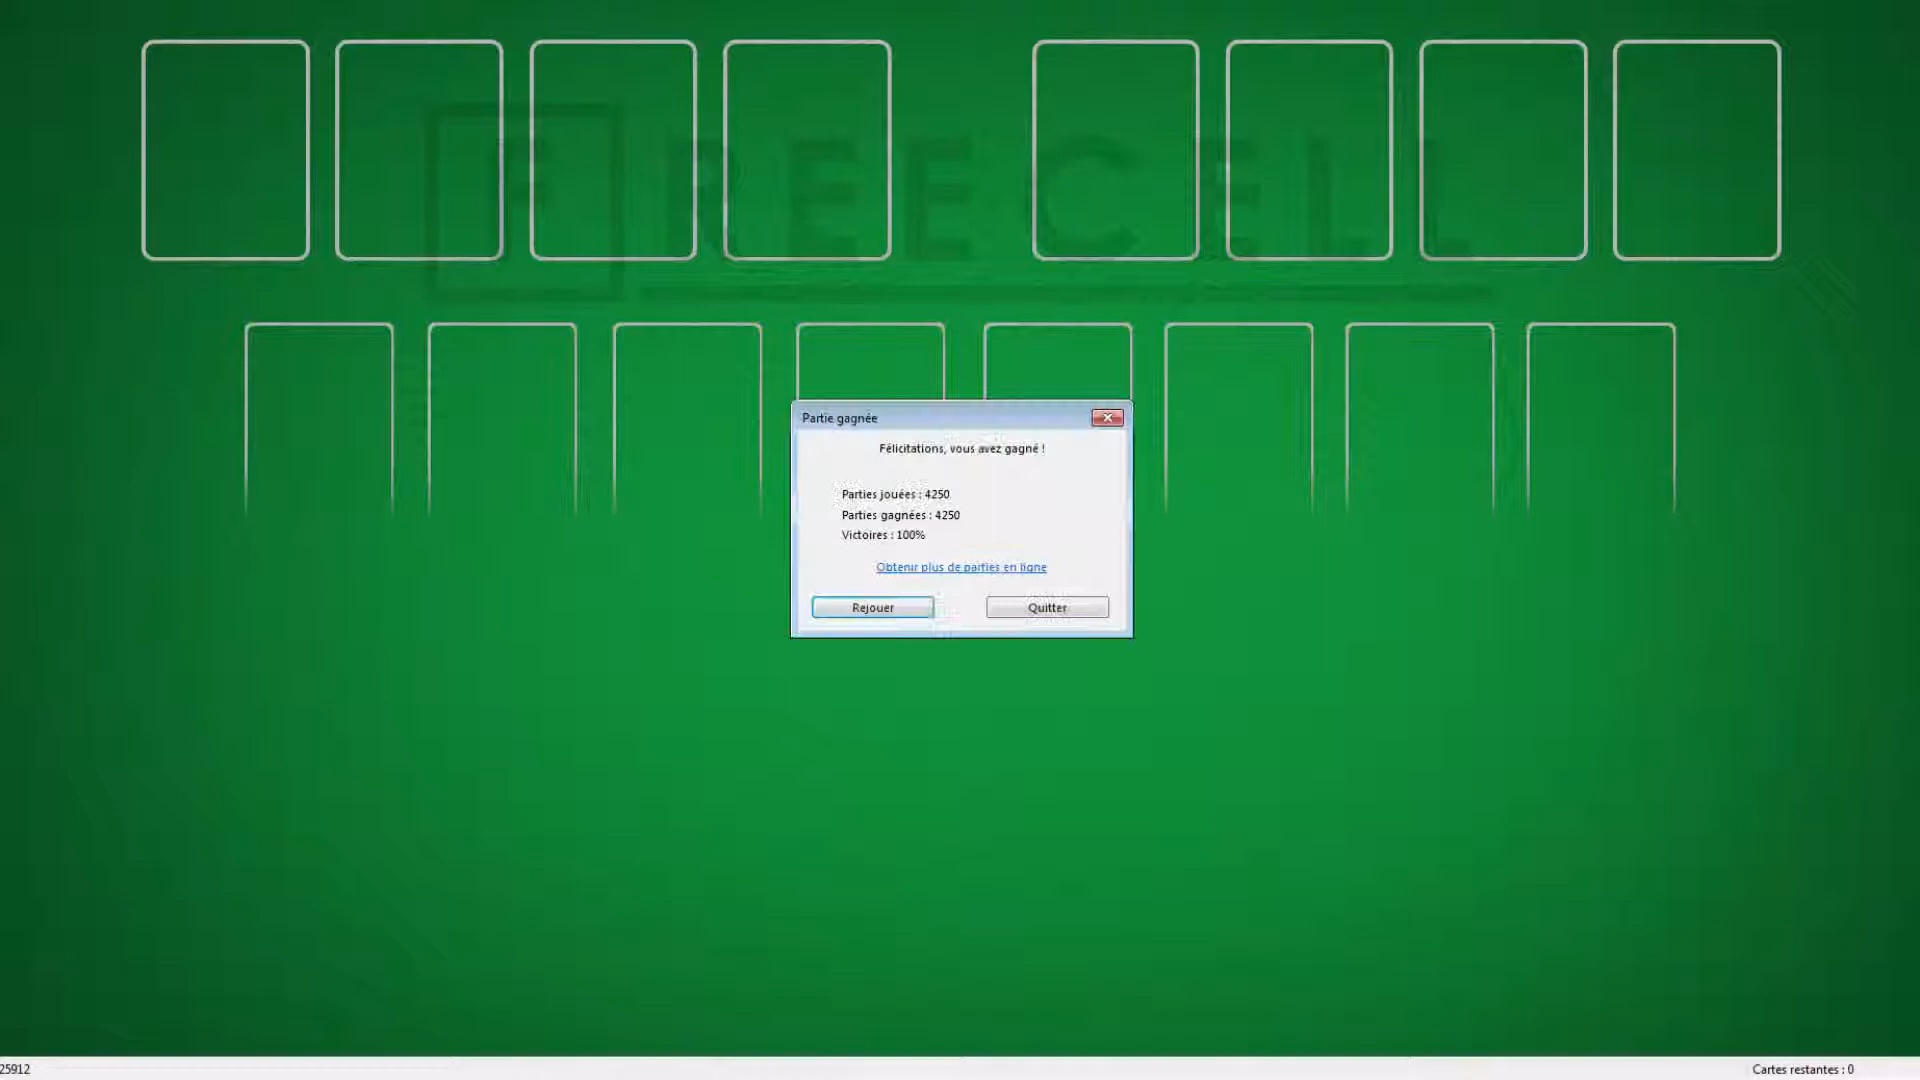 FREECELL
Partie gagnée
Félicitations, vous avez gagné !
Parties jouées : 4250
Parties gagnées : 4250
Victoires : 100%
Obtenir plus de parties en ligne
Rejouer
Quitter
25912
Cartes restantes : 0